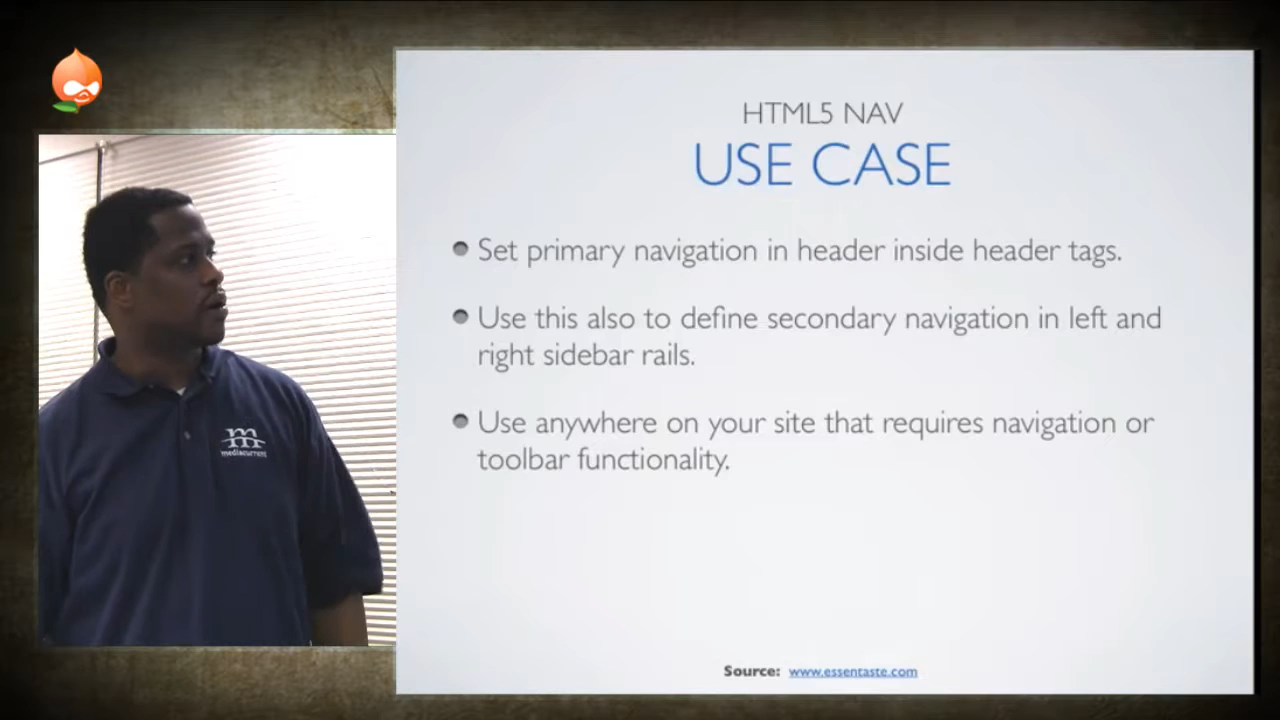 HTML5 NAV
USE CASE
Set primary navigation in header inside header tags.
Use this also to define secondary navigation in left and
right sidebar rails.
Use anywhere on your site that requires navigation or
toolbar functionality.
m
mediacurrent
Source: www.essentaste.com